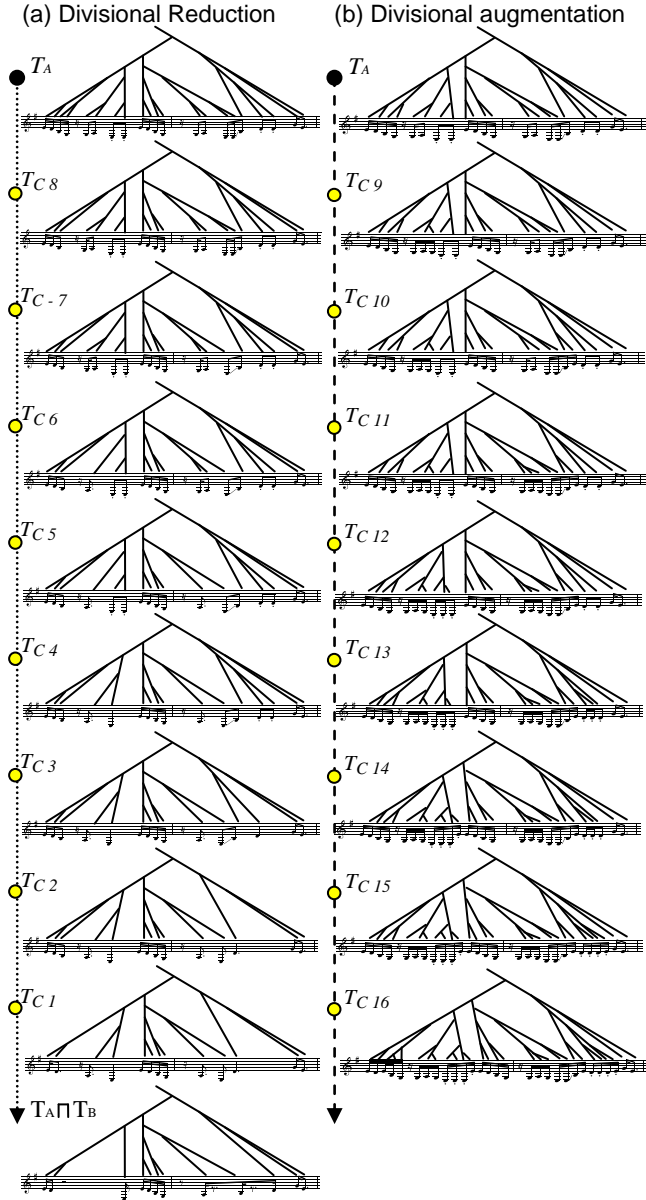 (a) Divisional Reduction
(b) Divisional augmentation
TA
TC 8
TC - 7
TC 6
TC 5
TC 4
TC 3
TC 2
TC 1
TA⊓TB
TA
TC 9
TC 10
TC 11
TC 12
TC 13
TC 14
TC 15
TC 16